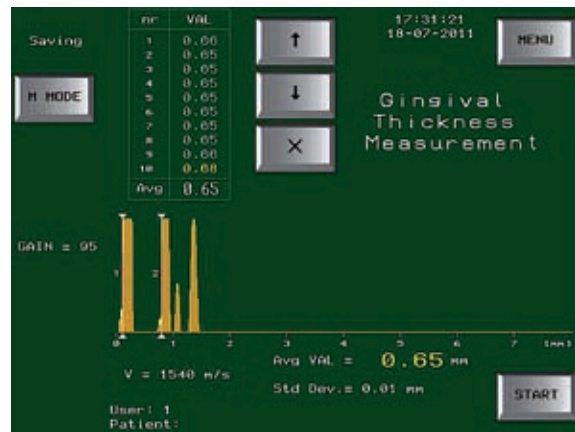 Saving
M MODE
nr VAL
1 0.66
2 0.65
3 0.65
4 0.65
5 0.65
6 0.65
7 0.65
8 0.65
9 0.66
10 0.68
Avg 0.65
↑
↓
×
17:31:21
18-07-2011
MENU
Gingival
Thickness
Measurement
GAIN = 95
1 2
0 1 2 3 4 5 6 7 [mm]
Avg VAL = 0.65 mm
V = 1540 m/s
Std Dev.= 0.01 mm
START
User: 1
Patient: